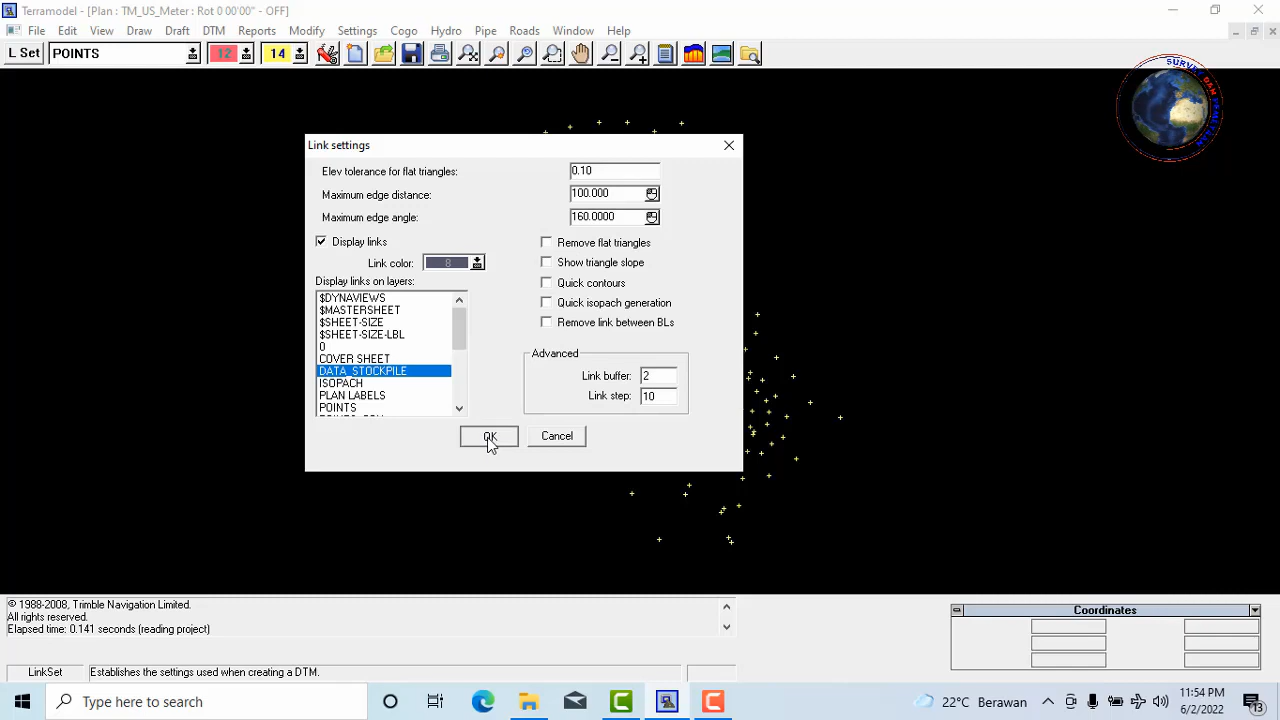 Terramodel - [Plan : TM_US_Meter : Rot 0 00'00" - OFF]
File Edit View Draw Draft DTM Reports Modify Settings Cogo Hydro Pipe Roads Window Help
L Set POINTS 12 14
SURVEY DAN PEMETAAN
Link settings
Elev tolerance for flat triangles: 0.10
Maximum edge distance: 100.000
Maximum edge angle: 160.0000
Display links
Remove flat triangles
Link color: 8
Show triangle slope
Display links on layers:
Quick contours
$DYNAVIEWS
$MASTERSHEET
Quick isopach generation
$SHEET-SIZE
Remove link between BLs
$SHEET-SIZE-LBL
0
COVER SHEET
Advanced
DATA_STOCKPILE
Link buffer: 2
ISOPACH
PLAN LABELS
Link step: 10
POINTS
OK Cancel
© 1988-2008, Trimble Navigation Limited.
All rights reserved.
Elapsed time: 0.141 seconds (reading project)
Coordinates
LinkSet Establishes the settings used when creating a DTM.
Type here to search
22°C Berawan
11:54 PM
6/2/2022
13